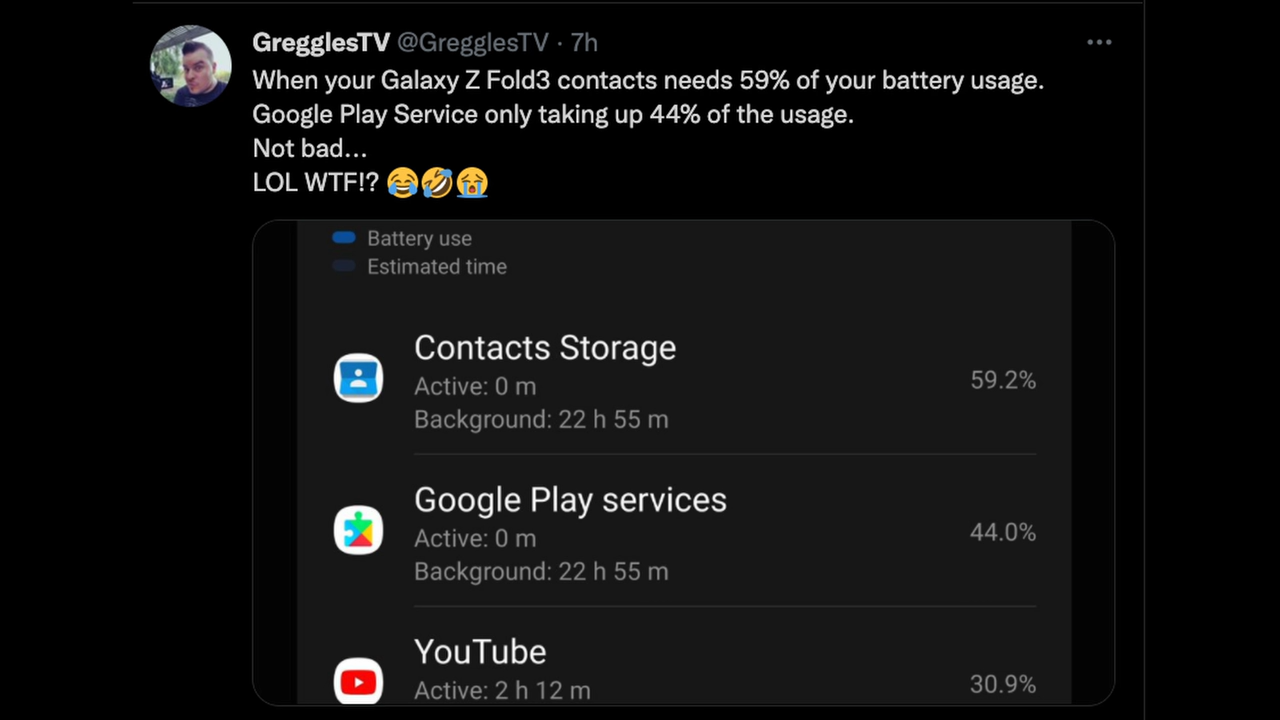 GregglesTV @GregglesTV · 7h
When your Galaxy Z Fold3 contacts needs 59% of your battery usage.
Google Play Service only taking up 44% of the usage.
Not bad...
LOL WTF!? 😂🤣😭
Battery use
Estimated time
Contacts Storage
Active: 0 m
59.2%
Background: 22 h 55 m
Google Play services
Active: 0 m
44.0%
Background: 22 h 55 m
YouTube
Active: 2 h 12 m
30.9%